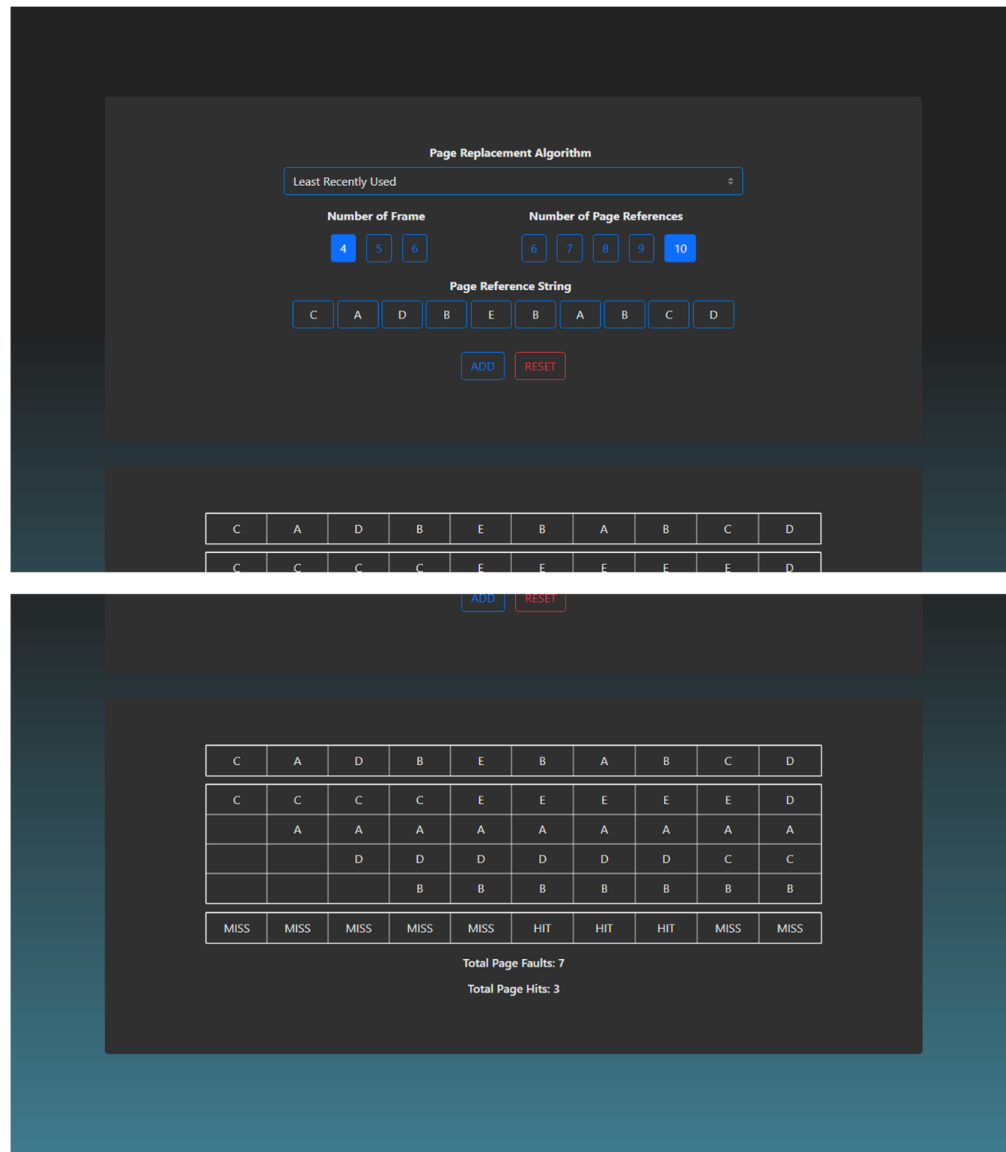 Page Replacement Algorithm
Least Recently Used
Number of Frame Number of Page References
4 5 6 6 7 8 9 10
Page Reference String
C A D B E B A B C D
ADD RESET
C A D B E B A B C D
C C C C E E E E E D
ADD RESET
C A D B E B A B C D
C C C C E E E E E D
A A A A A A A A A
D D D D D D C C
B B B B B B B
MISS MISS MISS MISS MISS HIT HIT HIT MISS MISS
Total Page Faults: 7
Total Page Hits: 3